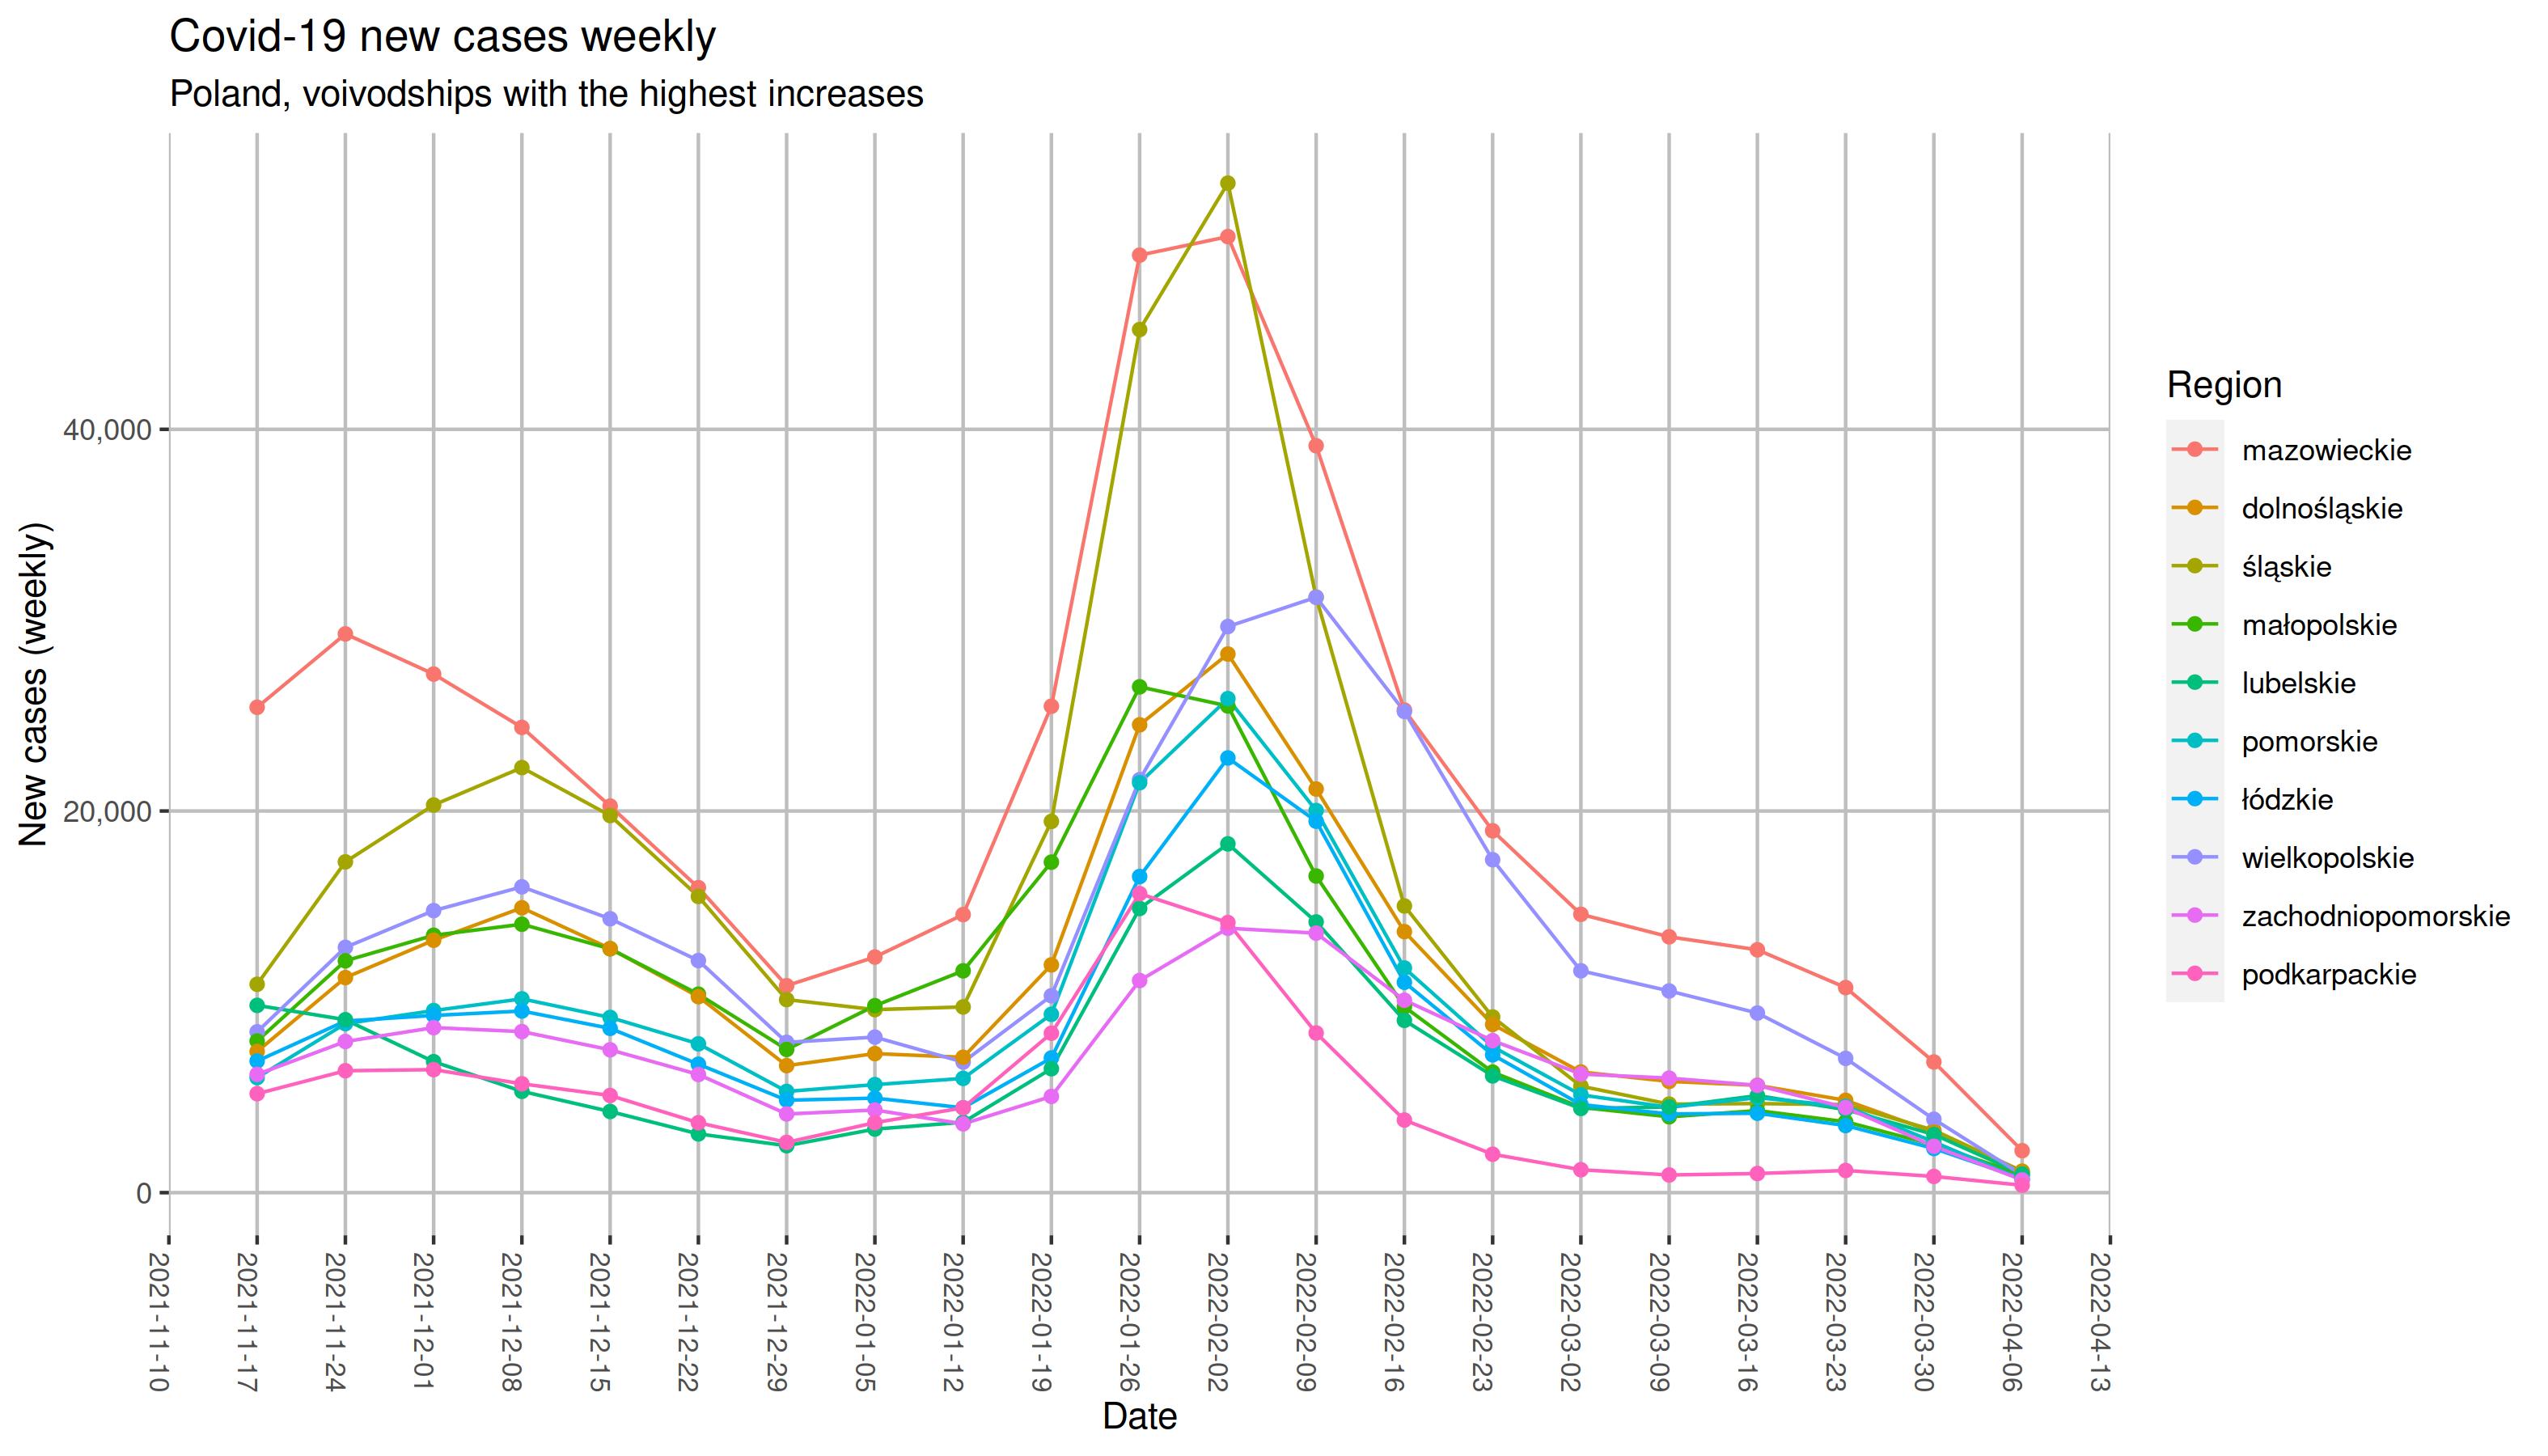 Covid-19 new cases weekly
Poland, voivodships with the highest increases
New cases (weekly)
40,000
20,000
0
2021-11-10
2021-11-17
2021-11-24
2021-12-01
2021-12-08
2021-12-15
2021-12-22
2021-12-29
2022-01-05
2022-01-12
2022-01-19
2022-01-26
2022-02-02
2022-02-09
2022-02-16
2022-02-23
2022-03-02
2022-03-09
2022-03-16
2022-03-23
2022-03-30
2022-04-06
2022-04-13
Date
Region
mazowieckie
dolnośląskie
śląskie
małopolskie
lubelskie
pomorskie
łódzkie
wielkopolskie
zachodniopomorskie
podkarpackie